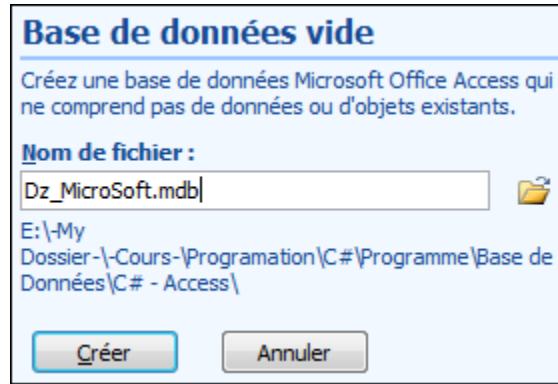 Base de données vide
Créez une base de données Microsoft Office Access qui
ne comprend pas de données ou d'objets existants.
Nom de fichier :
Dz_MicroSoft.mdb
E:\-My
Dossier-\-Cours-\Programation\C#\Programme\Base de
Données\C# - Access\
Créer
Annuler